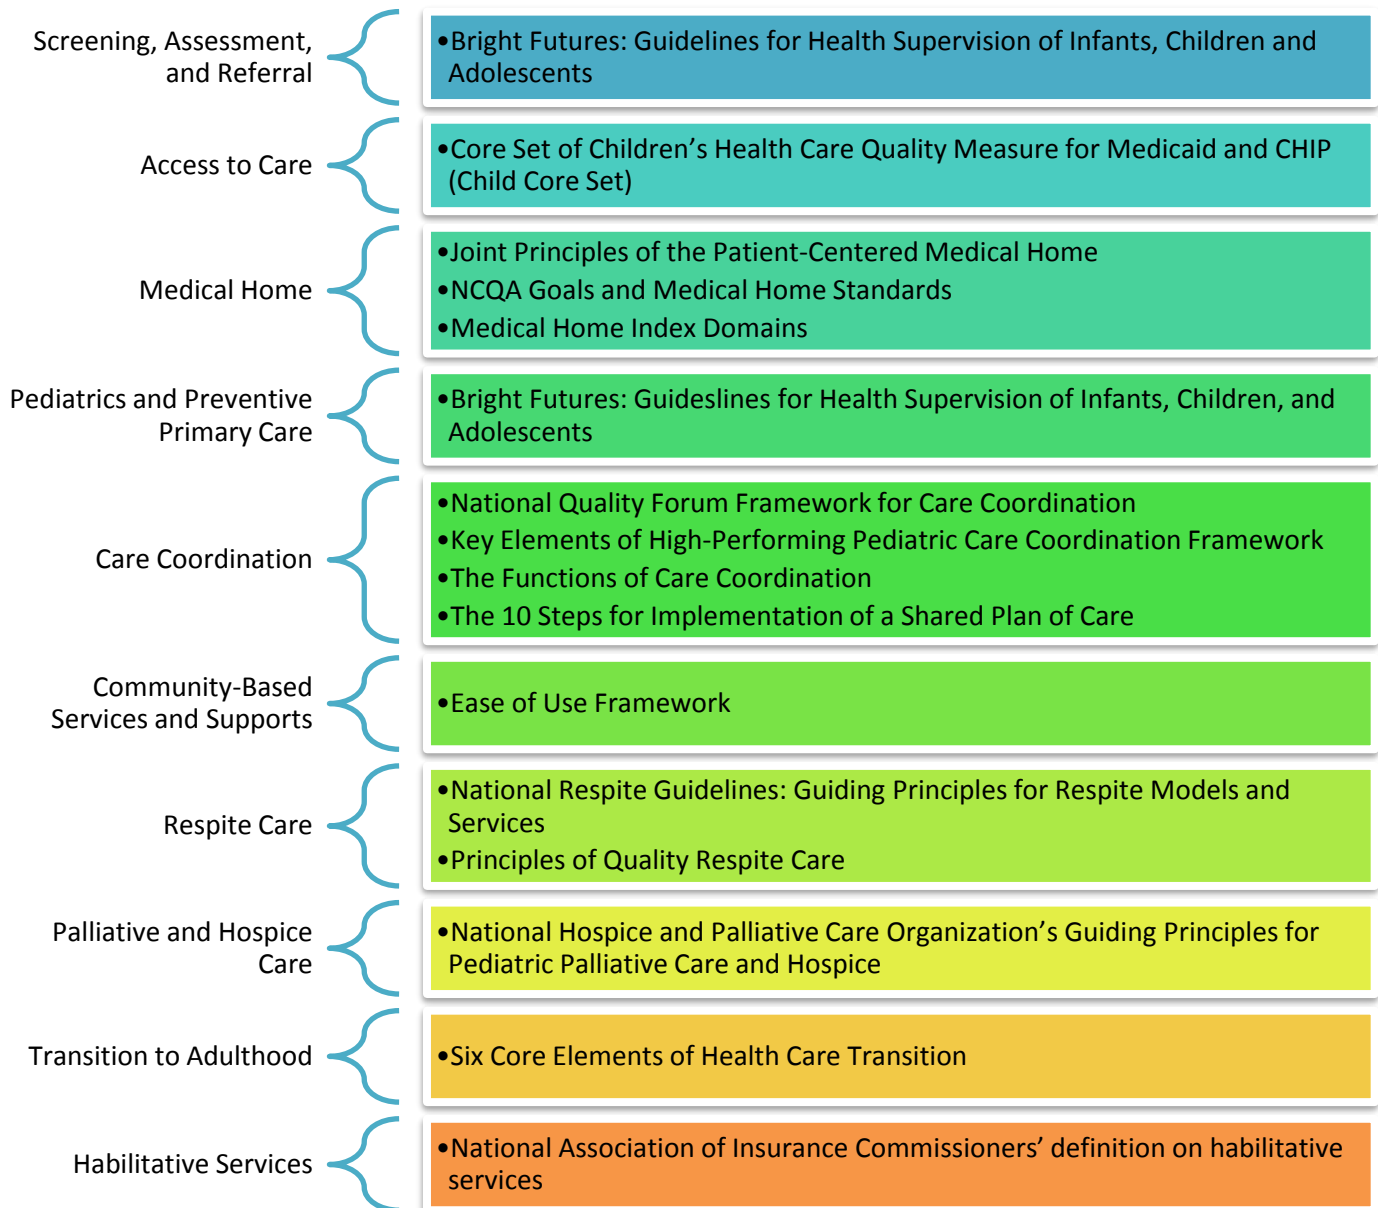 Screening, Assessment,
and Referral
•Bright Futures: Guidelines for Health Supervision of Infants, Children and
Adolescents
Access to Care
•Core Set of Children’s Health Care Quality Measure for Medicaid and CHIP
(Child Core Set)
Medical Home
•Joint Principles of the Patient-Centered Medical Home
•NCQA Goals and Medical Home Standards
•Medical Home Index Domains
Pediatrics and Preventive
Primary Care
•Bright Futures: Guideslines for Health Supervision of Infants, Children, and
Adolescents
Care Coordination
•National Quality Forum Framework for Care Coordination
•Key Elements of High-Performing Pediatric Care Coordination Framework
•The Functions of Care Coordination
•The 10 Steps for Implementation of a Shared Plan of Care
Community-Based
Services and Supports
•Ease of Use Framework
Respite Care
•National Respite Guidelines: Guiding Principles for Respite Models and
Services
•Principles of Quality Respite Care
Palliative and Hospice
Care
•National Hospice and Palliative Care Organization’s Guiding Principles for
Pediatric Palliative Care and Hospice
Transition to Adulthood
•Six Core Elements of Health Care Transition
Habilitative Services
•National Association of Insurance Commissioners’ definition on habilitative
services